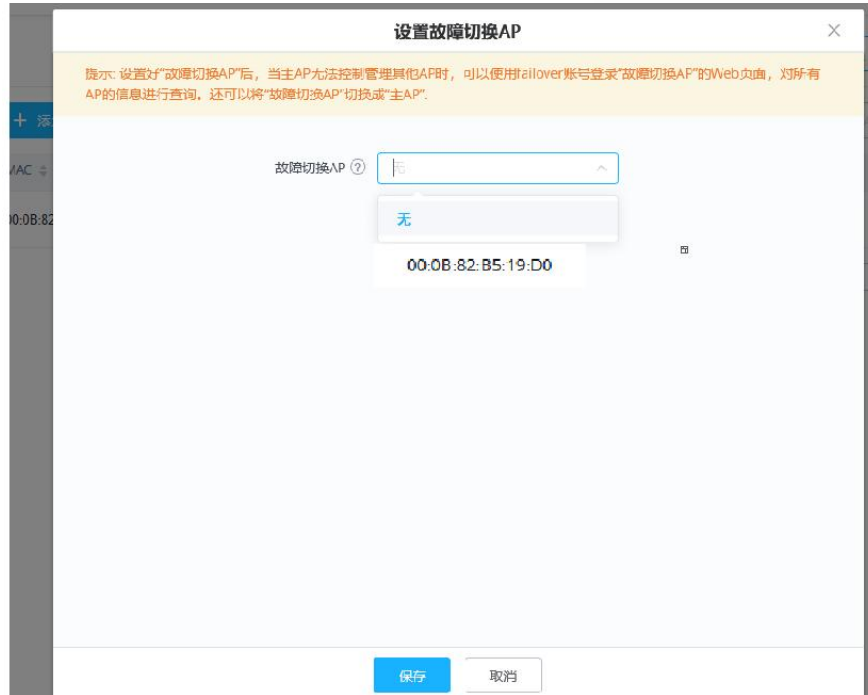 设置故障切换AP
提示: 设置好"故障切换AP"后，当主AP无法控制管理其他AP时，可以使用failover账号登录"故障切换AP"的Web页面，对所有
AP的信息进行查询，还可以将"故障切换AP"切换成"主AP".
+ 添
MAC
故障切换AP ? 无
00:0B:82
无
00:0B:82:B5:19:D0
保存 取消